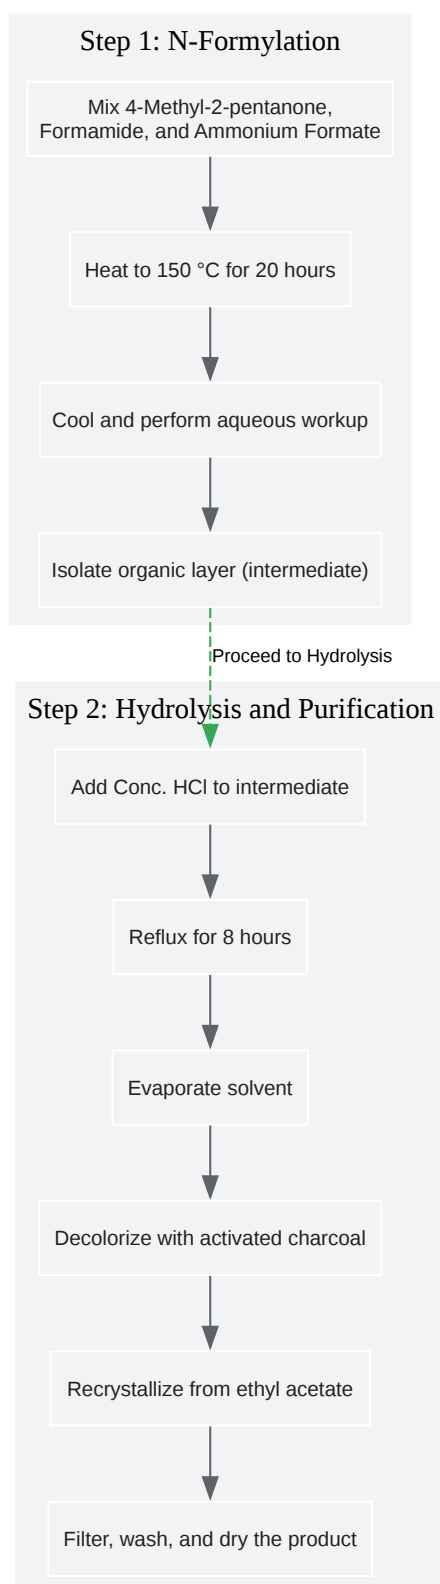 Step 1: N-Formylation
Mix 4-Methyl-2-pentanone,
Formamide, and Ammonium Formate
Heat to 150 °C for 20 hours
Cool and perform aqueous workup
Isolate organic layer (intermediate)
Proceed to Hydrolysis
Step 2: Hydrolysis and Purification
Add Conc. HCl to intermediate
Reflux for 8 hours
Evaporate solvent
Decolorize with activated charcoal
Recrystallize from ethyl acetate
Filter, wash, and dry the product